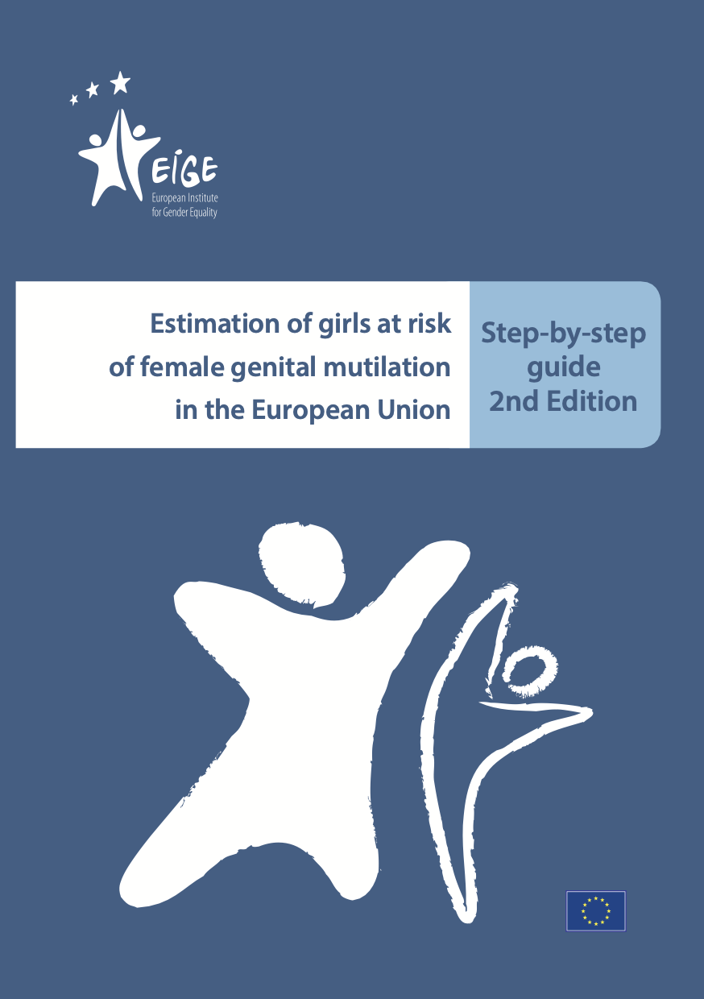 EIGE
European Institute
for Gender Equality
Estimation of girls at risk
of female genital mutilation
in the European Union
Step-by-step
guide
2nd Edition